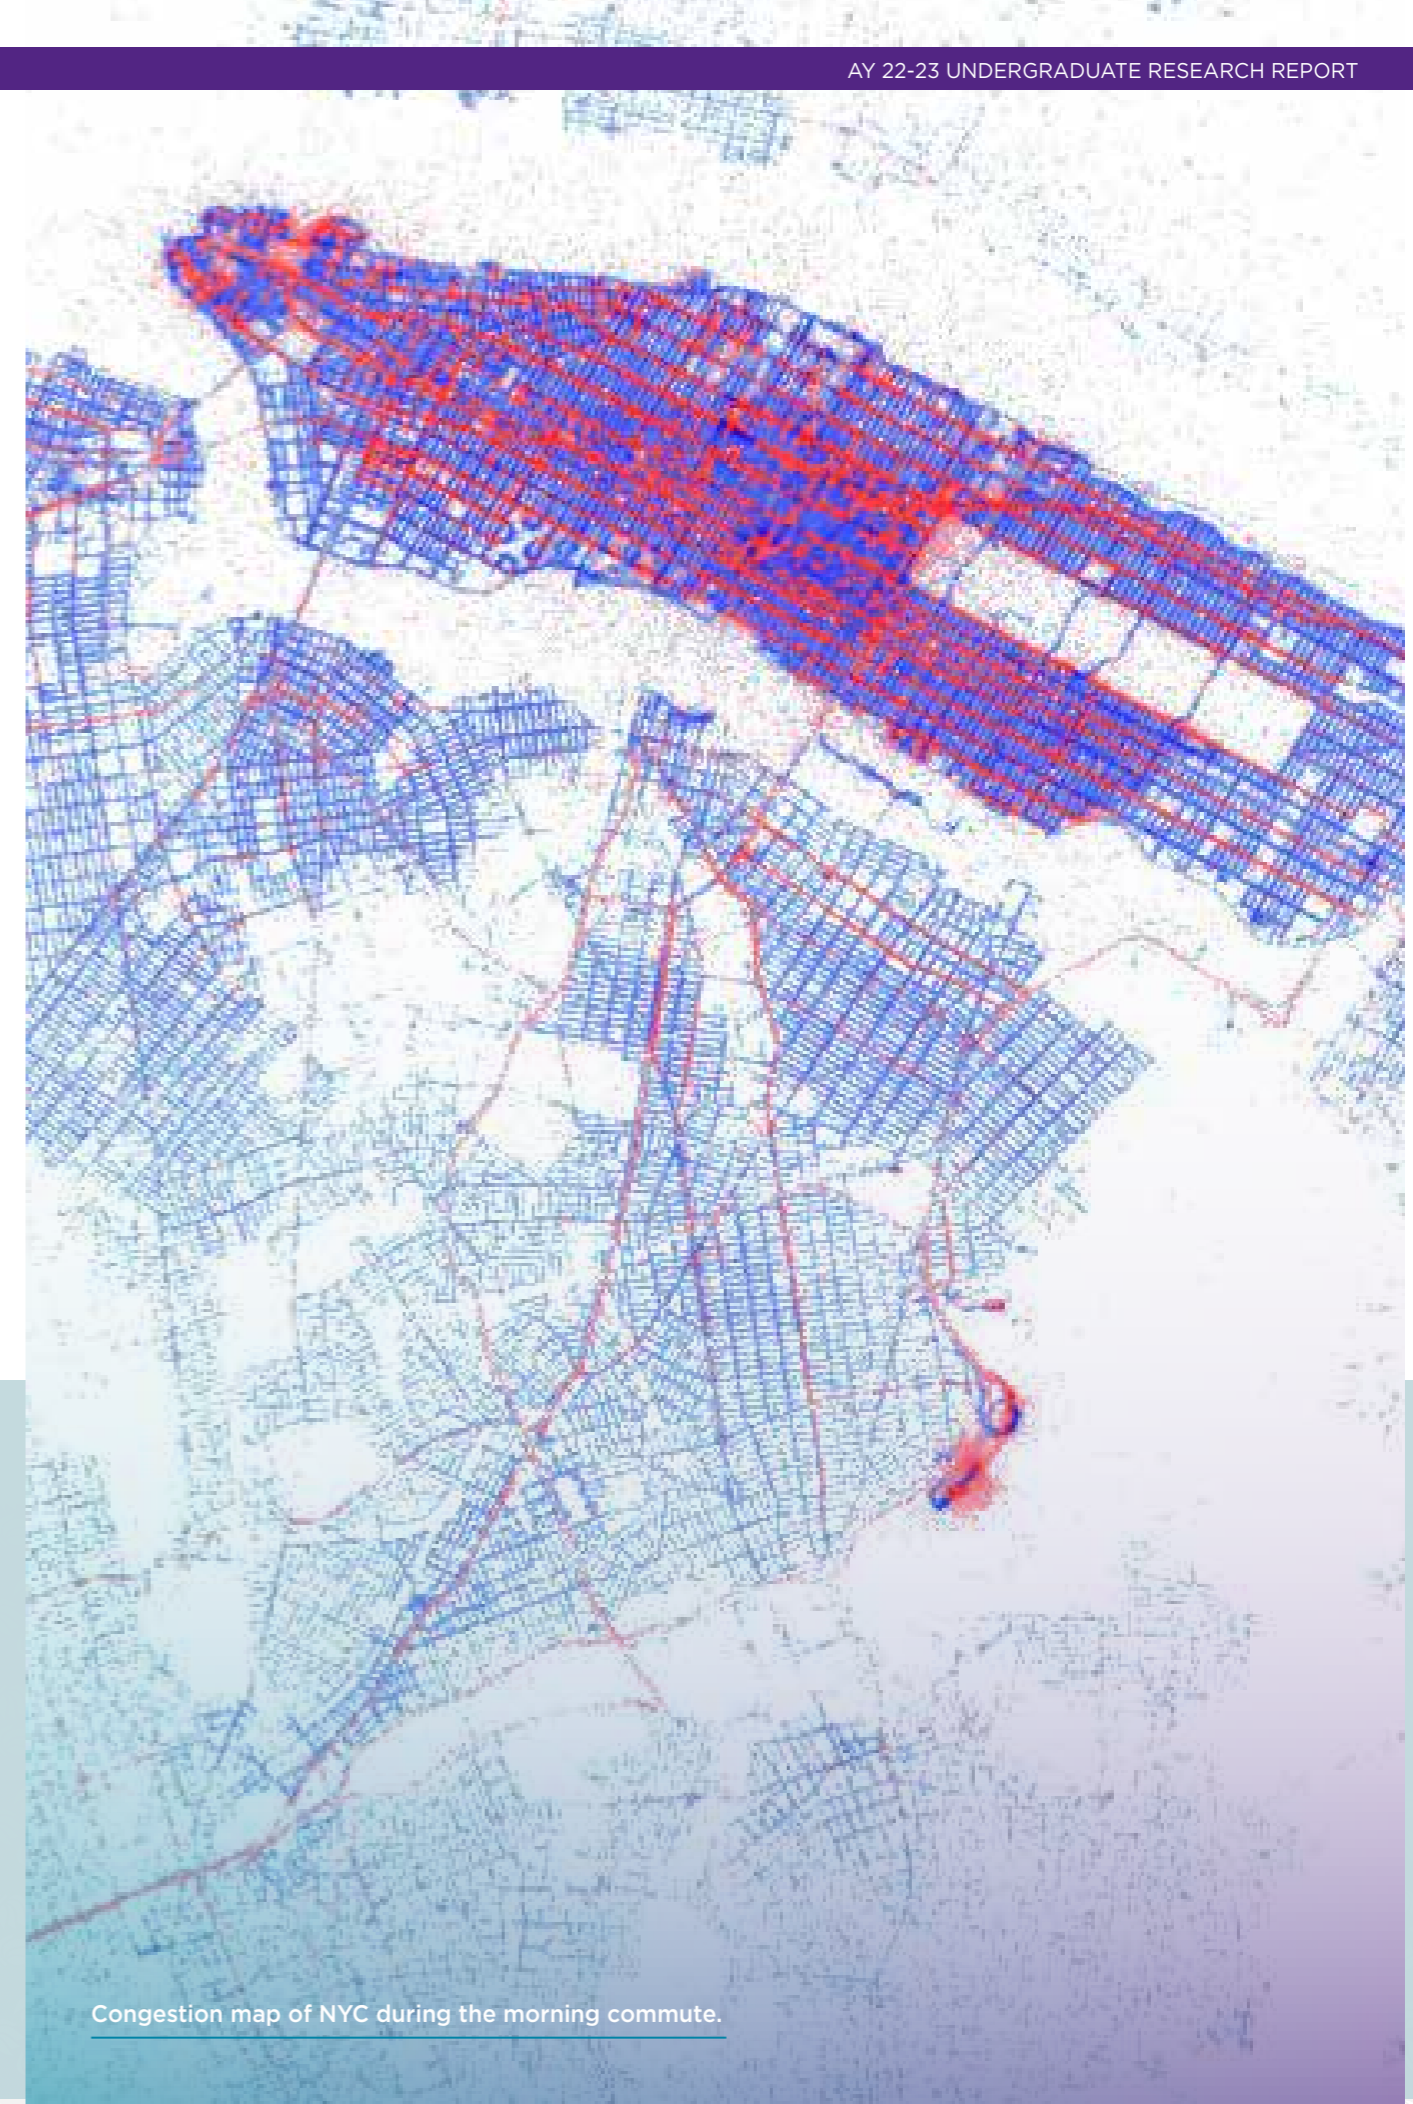 AY 22-23 UNDERGRADUATE RESEARCH REPORT
Congestion map of NYC during the morning commute.